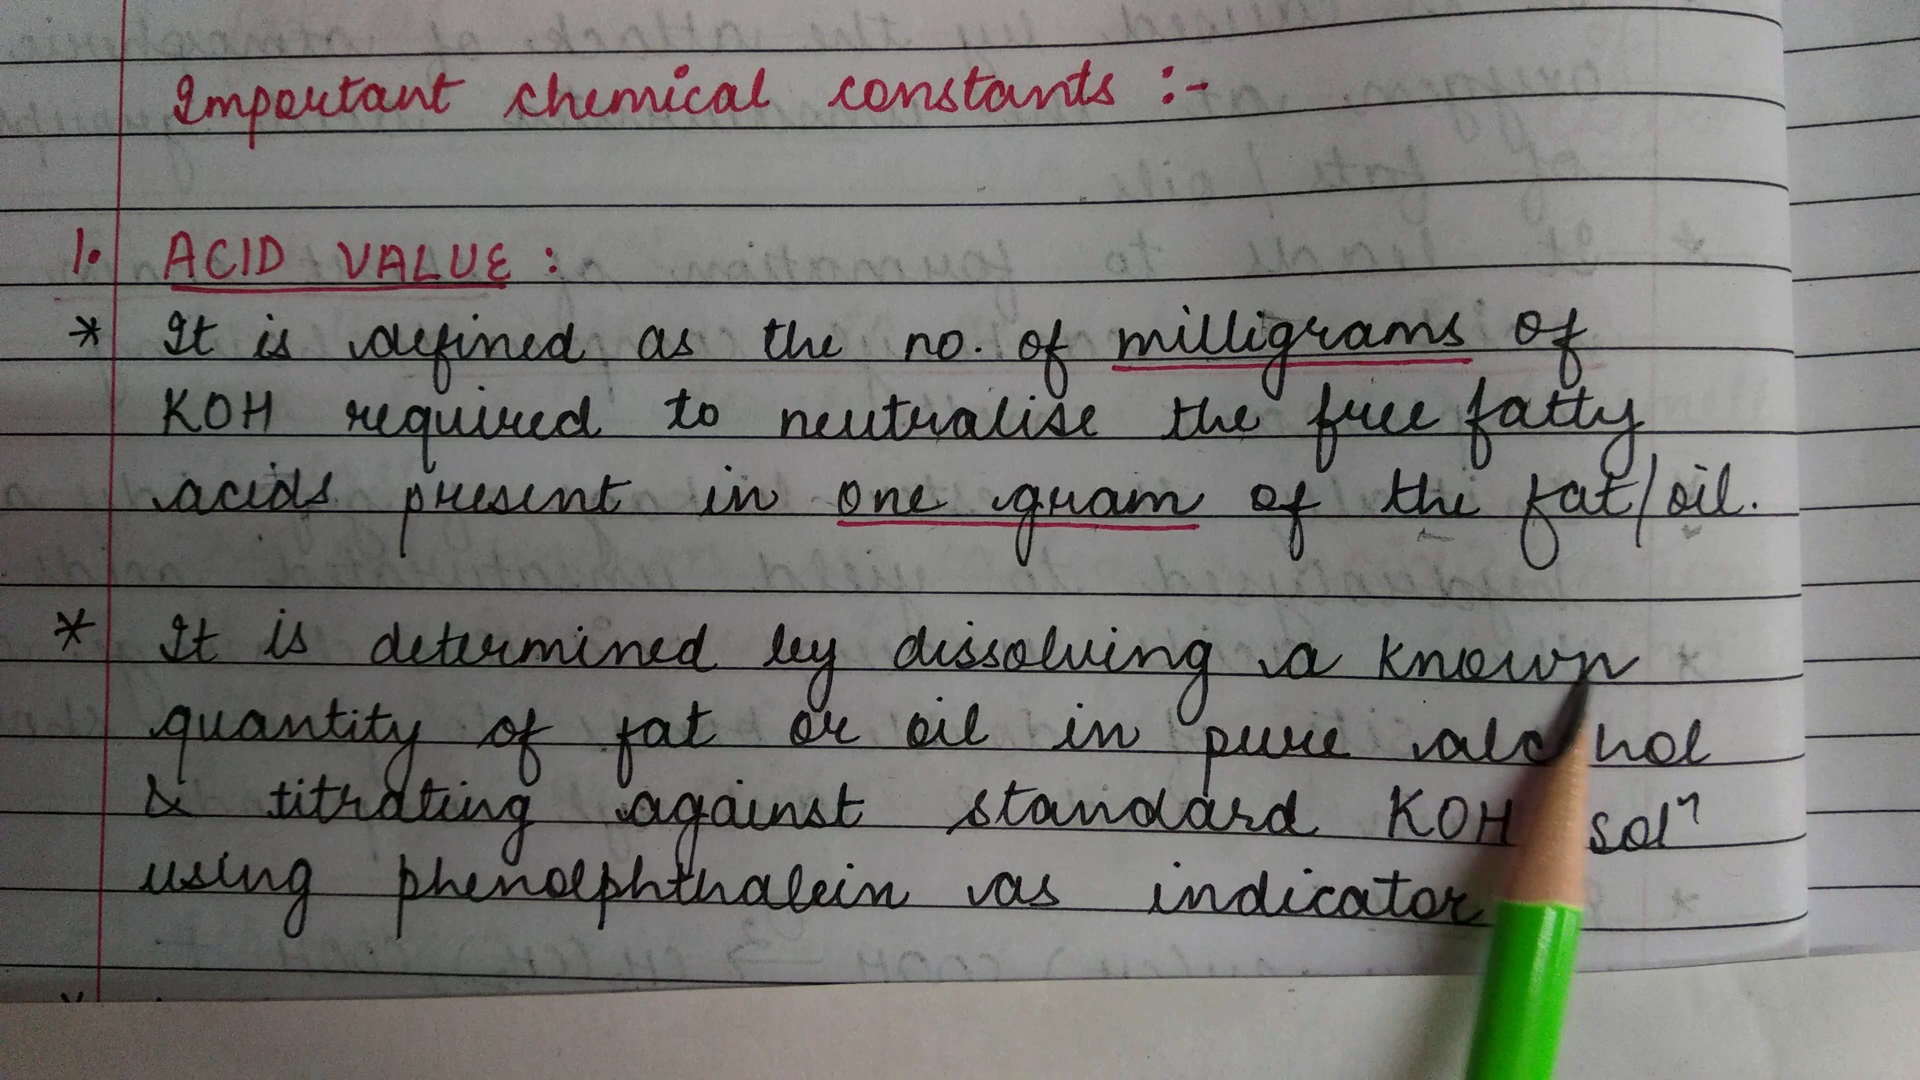 Important chemical constants :-
1. ACID VALUE :
* It is defined as the no. of milligrams of
KOH required to neutralise the free fatty
acids present in one gram of the fat/oil.
* It is determined by dissolving a known
quantity of fat or oil in pure alcohol
& titrating against standard KOH solⁿ
using phenolphthalein as indicator